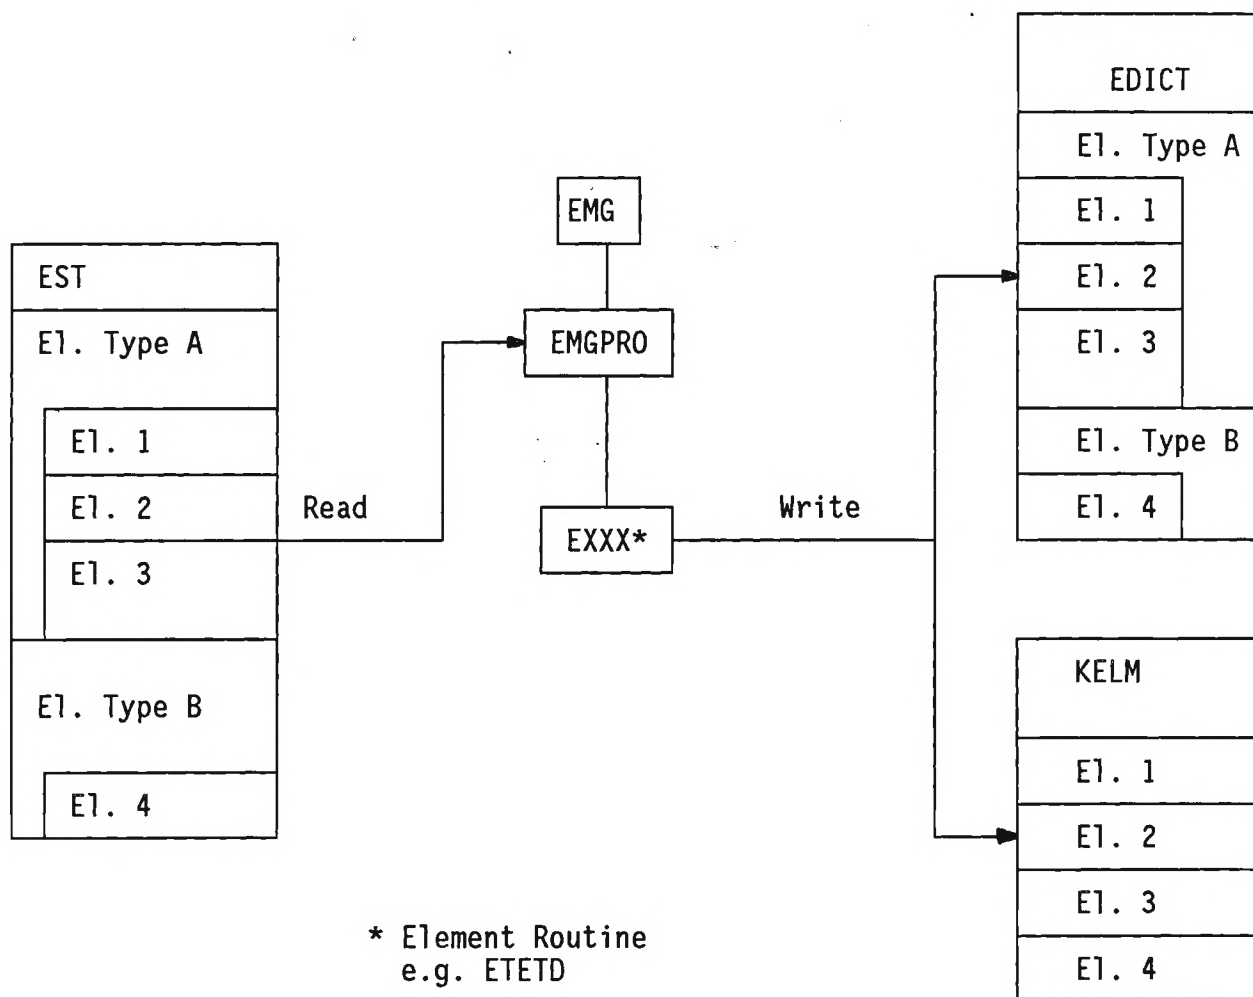 EST
El. Type A
El. 1
El. 2
El. 3
El. Type B
El. 4
Read
EMG
EMGPRO
EXXX*
Write
EDICT
El. Type A
El. 1
El. 2
El. 3
El. Type B
El. 4
KELM
El. 1
El. 2
El. 3
El. 4
* Element Routine
e.g. ETETD